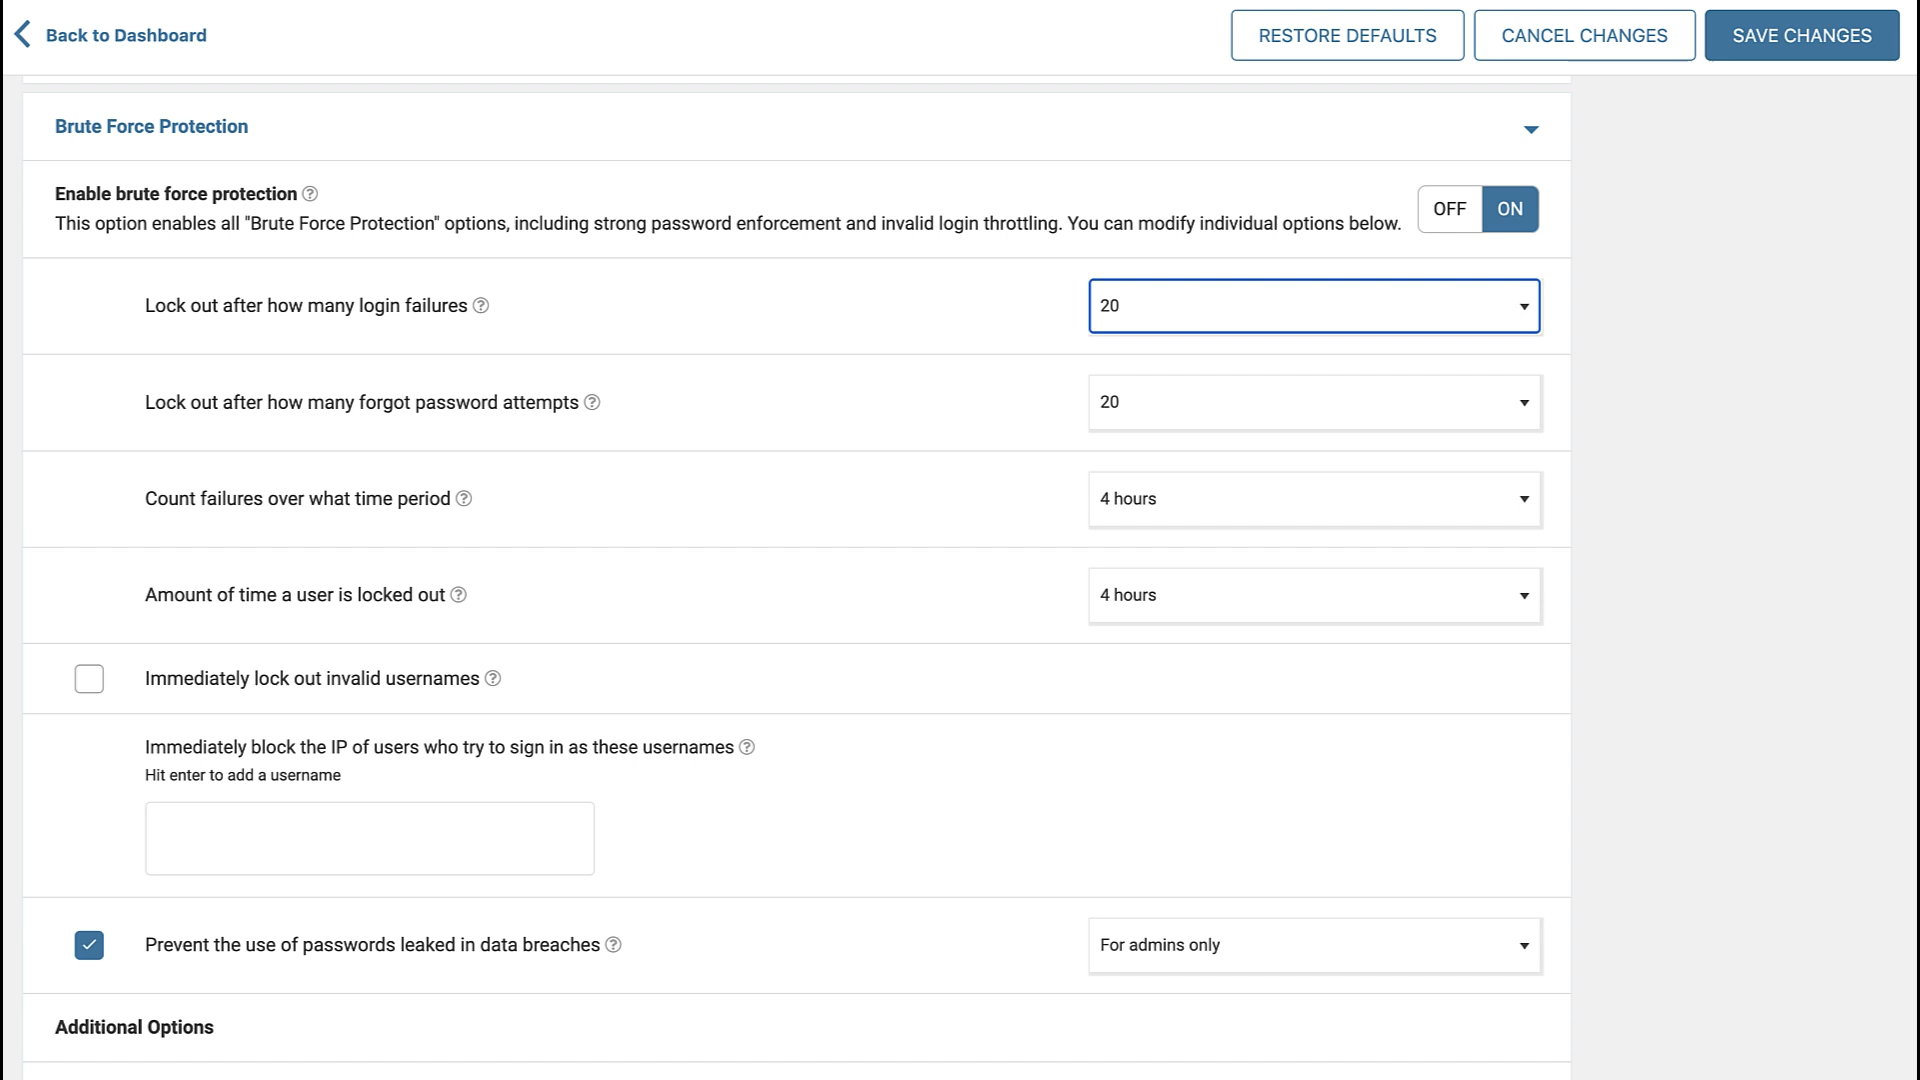 Back to Dashboard
RESTORE DEFAULTS
CANCEL CHANGES
SAVE CHANGES
Brute Force Protection
Enable brute force protection
This option enables all "Brute Force Protection" options, including strong password enforcement and invalid login throttling. You can modify individual options below.
OFF
ON
Lock out after how many login failures
20
Lock out after how many forgot password attempts
20
Count failures over what time period
4 hours
Amount of time a user is locked out
4 hours
Immediately lock out invalid usernames
Immediately block the IP of users who try to sign in as these usernames
Hit enter to add a username
Prevent the use of passwords leaked in data breaches
For admins only
Additional Options